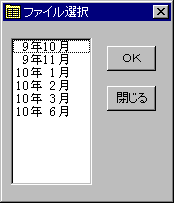 ファイル選択
9年10月
9年11月
10年 1月
10年 2月
10年 3月
10年 6月
OK
閉じる